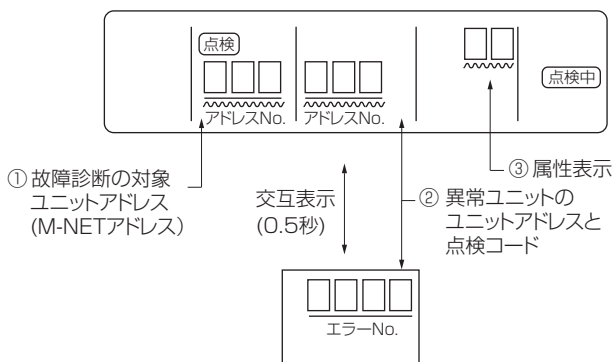 点検
アドレスNo.
アドレスNo.
点検中
① 故障診断の対象
ユニットアドレス
(M-NETアドレス)
交互表示
(0.5秒)
② 異常ユニットの
ユニットアドレスと
点検コード
③ 属性表示
エラーNo.